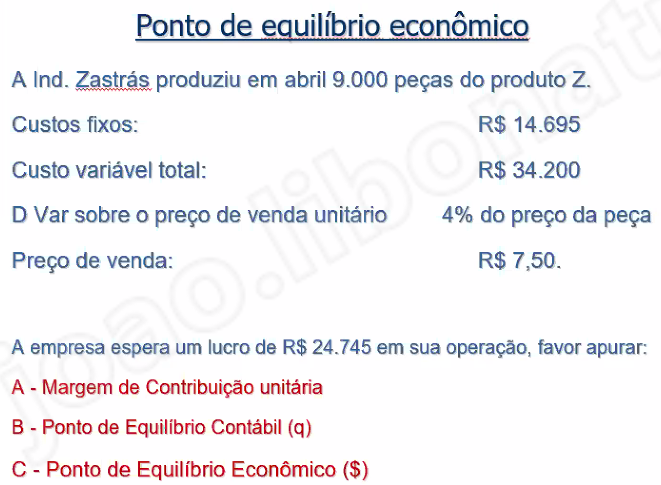 Ponto de equilíbrio econômico
A Ind. Zastrás produziu em abril 9.000 peças do produto Z.
Custos fixos: R$ 14.695
Custo variável total: R$ 34.200
D Var sobre o preço de venda unitário 4% do preço da peça
Preço de venda: R$ 7,50.
A empresa espera um lucro de R$ 24.745 em sua operação, favor apurar:
A - Margem de Contribuição unitária
B - Ponto de Equilíbrio Contábil (q)
C - Ponto de Equilíbrio Econômico ($)